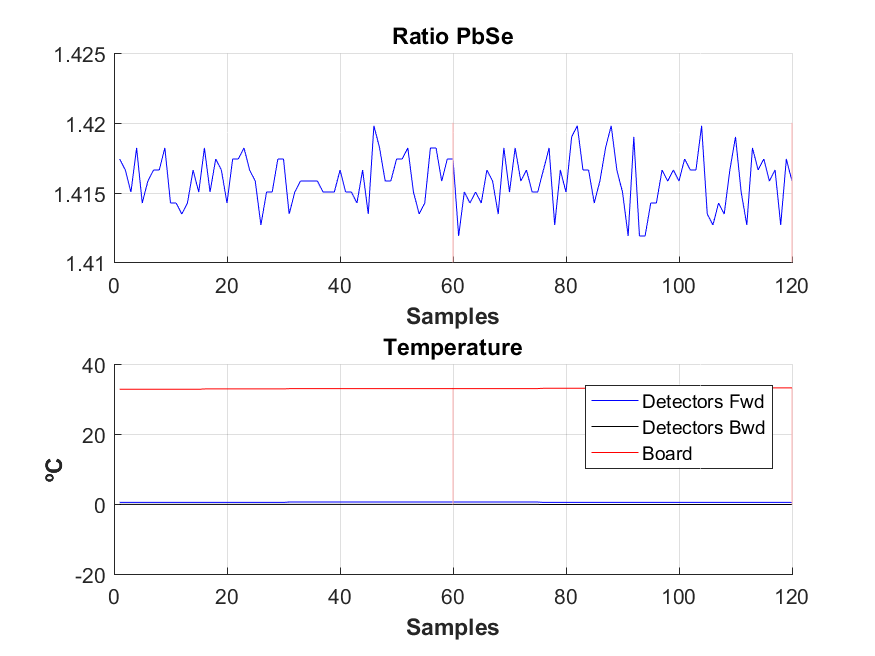 Ratio PbSe
1.425
1.42
1.415
1.41
0 20 40 60 80 100 120
Samples
Temperature
40
20
0
-20
ºC
Detectors Fwd
Detectors Bwd
Board
0 20 40 60 80 100 120
Samples